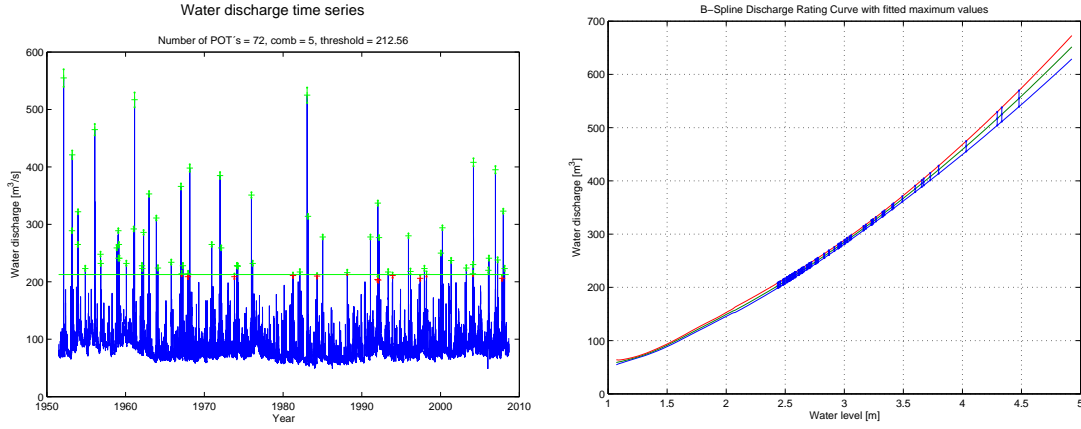 Water discharge time series
Number of POT´s = 72, comb = 5, threshold = 212.56
600
500
400
300
200
100
0
Water discharge [m³/s]
1950 1960 1970 1980 1990 2000 2010
Year
B−Spline Discharge Rating Curve with fitted maximum values
700
600
500
400
300
200
100
0
Water discharge [m³]
1 1.5 2 2.5 3 3.5 4 4.5 5
Water level [m]